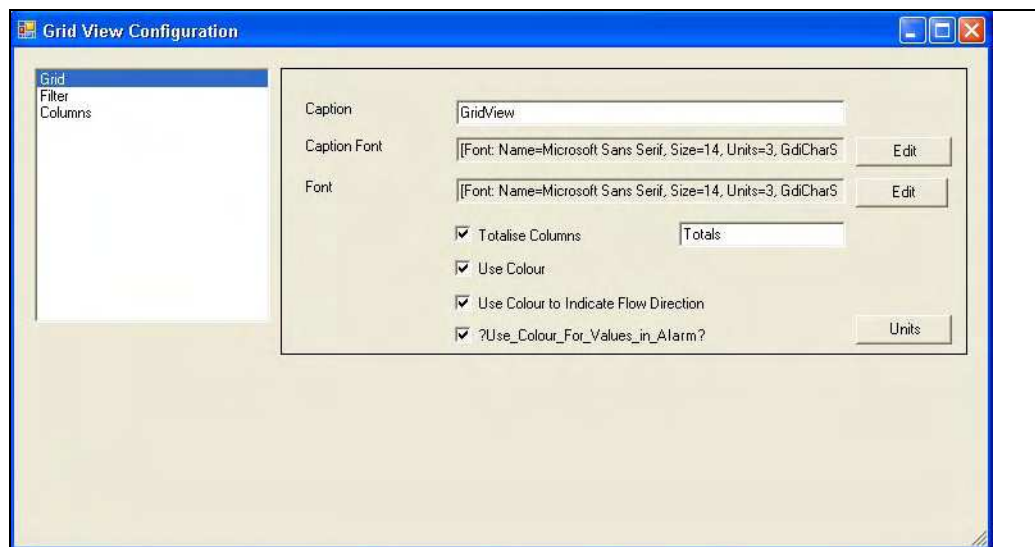 Grid View Configuration
Grid
Filter
Columns
Caption
GridView
Caption Font
[Font: Name=Microsoft Sans Serif, Size=14, Units=3, GdiCharS
Edit
Font
[Font: Name=Microsoft Sans Serif, Size=14, Units=3, GdiCharS
Edit
Totalise Columns
Totals
Use Colour
Use Colour to Indicate Flow Direction
?Use_Colour_For_Values_in_Alarm?
Units